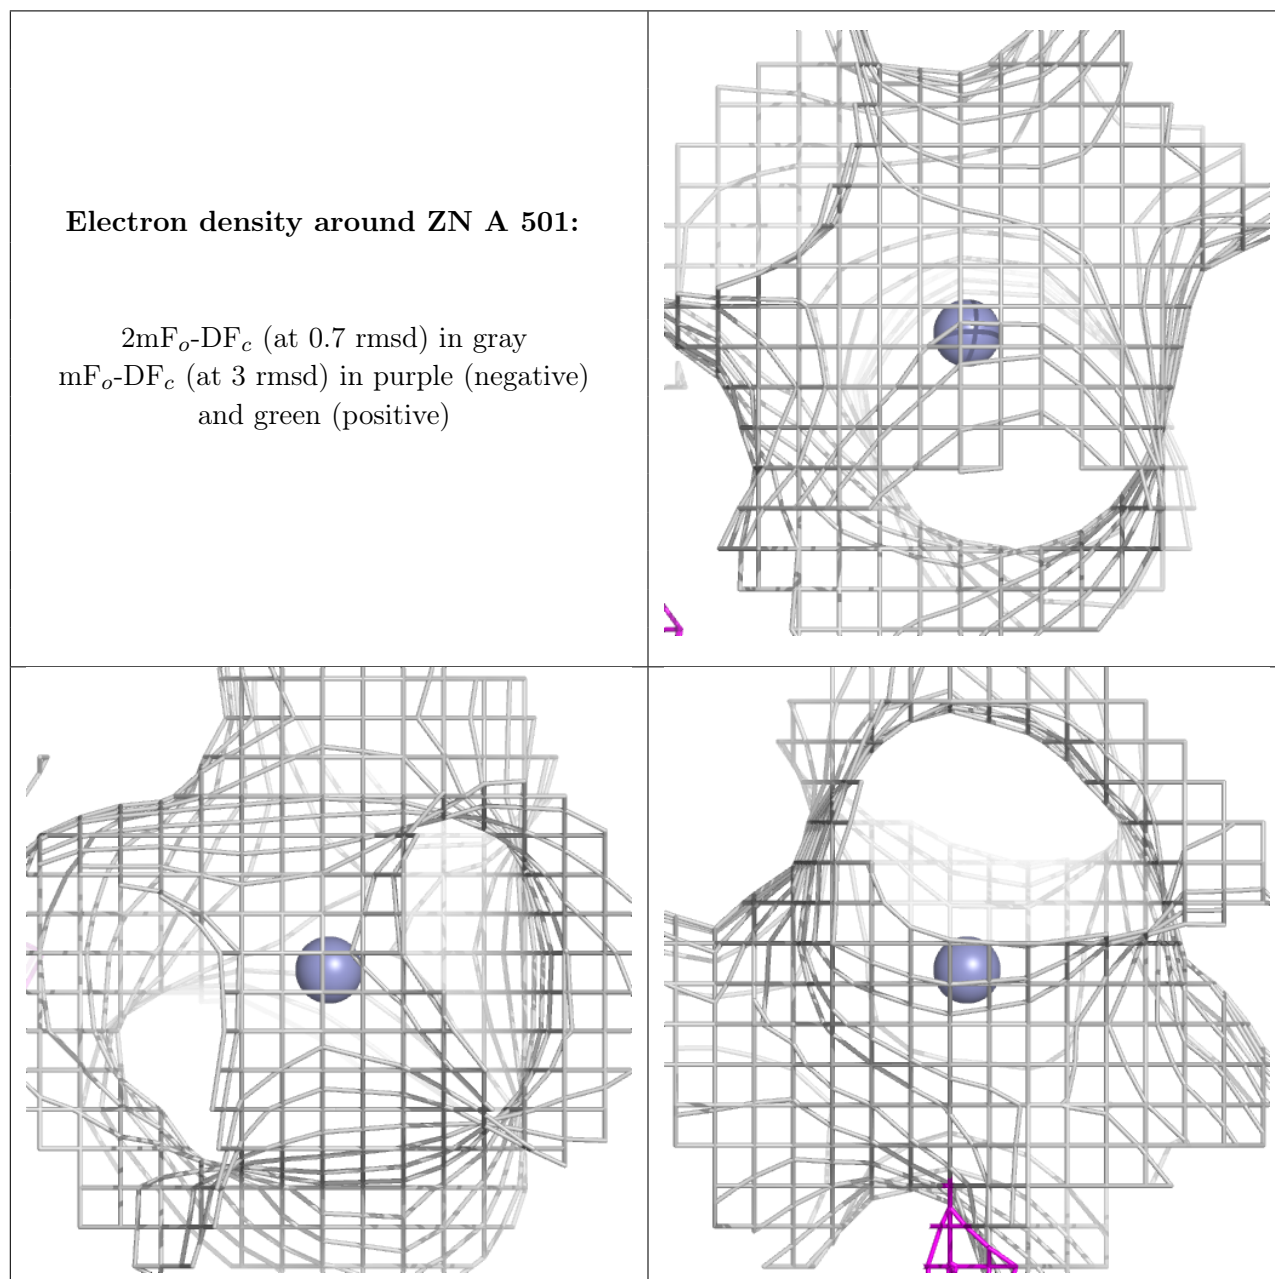 Electron density around ZN A 501:
2mFo-DFc (at 0.7 rmsd) in gray
mFo-DFc (at 3 rmsd) in purple (negative)
and green (positive)